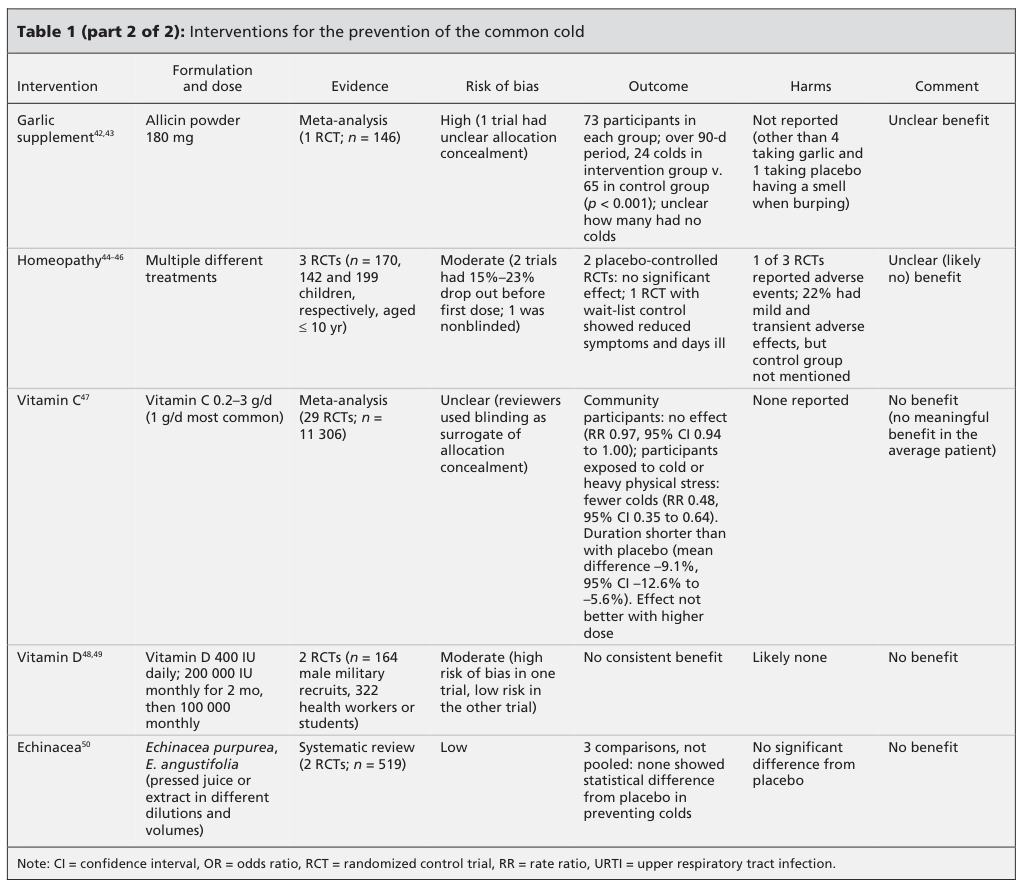 Table 1 (part 2 of 2): Interventions for the prevention of the common cold
Intervention
Formulation
and dose
Evidence
Risk of bias
Outcome
Harms
Comment
Garlic
supplement42,43
Allicin powder
180 mg
Meta-analysis
(1 RCT; n = 146)
High (1 trial had
unclear allocation
concealment)
73 participants in
each group; over 90-d
period, 24 colds in
intervention group v.
65 in control group
(p < 0.001); unclear
how many had no
colds
Not reported
(other than 4
taking garlic and
1 taking placebo
having a smell
when burping)
Unclear benefit
Homeopathy44–46
Multiple different
treatments
3 RCTs (n = 170,
142 and 199
children,
respectively, aged
≤ 10 yr)
Moderate (2 trials
had 15%–23%
drop out before
first dose; 1 was
nonblinded)
2 placebo-controlled
RCTs: no significant
effect; 1 RCT with
wait-list control
showed reduced
symptoms and days ill
1 of 3 RCTs
reported adverse
events; 22% had
mild and
transient adverse
effects, but
control group
not mentioned
Unclear (likely
no) benefit
Vitamin C47
Vitamin C 0.2–3 g/d
(1 g/d most common)
Meta-analysis
(29 RCTs; n =
11 306)
Unclear (reviewers
used blinding as
surrogate of
allocation
concealment)
Community
participants: no effect
(RR 0.97, 95% CI 0.94
to 1.00); participants
exposed to cold or
heavy physical stress:
fewer colds (RR 0.48,
95% CI 0.35 to 0.64).
Duration shorter than
with placebo (mean
difference –9.1%,
95% CI –12.6% to
–5.6%). Effect not
better with higher
dose
None reported
No benefit
(no meaningful
benefit in the
average patient)
Vitamin D48,49
Vitamin D 400 IU
daily; 200 000 IU
monthly for 2 mo,
then 100 000
monthly
2 RCTs (n = 164
male military
recruits, 322
health workers or
students)
Moderate (high
risk of bias in one
trial, low risk in
the other trial)
No consistent benefit
Likely none
No benefit
Echinacea50
Echinacea purpurea,
E. angustifolia
(pressed juice or
extract in different
dilutions and
volumes)
Systematic review
(2 RCTs; n = 519)
Low
3 comparisons, not
pooled: none showed
statistical difference
from placebo in
preventing colds
No significant
difference from
placebo
No benefit
Note: CI = confidence interval, OR = odds ratio, RCT = randomized control trial, RR = rate ratio, URTI = upper respiratory tract infection.